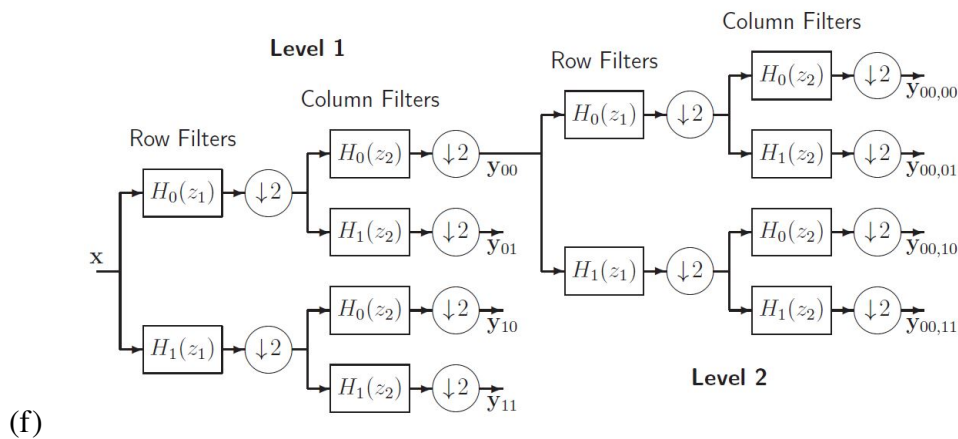 Level 1
Row Filters
Column Filters
Row Filters
Column Filters
x
H₀(z₁)
↓2
H₀(z₂)
↓2
y₀₀
H₁(z₂)
↓2
y₀₁
H₁(z₁)
↓2
H₀(z₂)
↓2
y₁₀
H₁(z₂)
↓2
y₁₁
H₀(z₁)
↓2
H₀(z₂)
↓2
y₀₀,₀₀
H₁(z₂)
↓2
y₀₀,₀₁
H₁(z₁)
↓2
H₀(z₂)
↓2
y₀₀,₁₀
H₁(z₂)
↓2
y₀₀,₁₁
Level 2
(f)